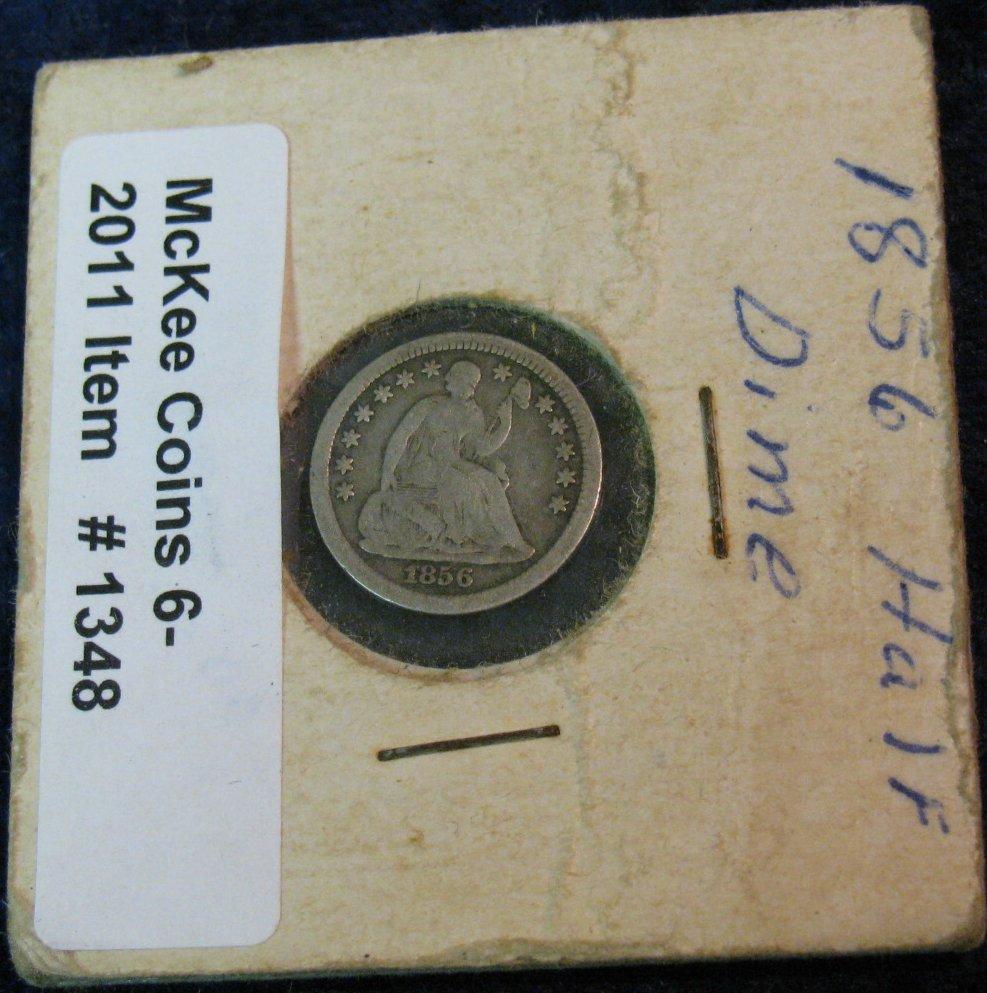 McKee Coins 6-
2011 Item # 1348
1856 Half
Dime
1856